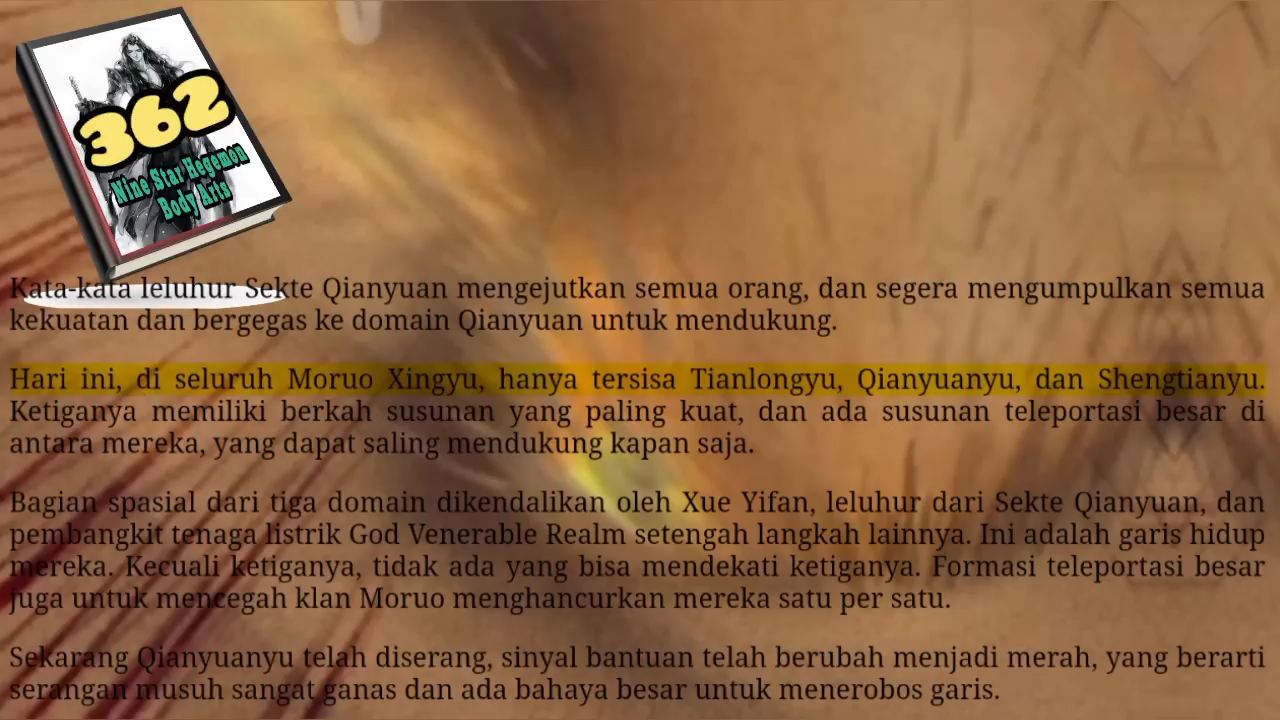 362
Nine Star Hegemon
Body Arts
Kata-kata leluhur Sekte Qianyuan mengejutkan semua orang, dan segera mengumpulkan semua
kekuatan dan bergegas ke domain Qianyuan untuk mendukung.
Hari ini, di seluruh Moruo Xingyu, hanya tersisa Tianlongyu, Qianyuanyu, dan Shengtianyu.
Ketiganya memiliki berkah susunan yang paling kuat, dan ada susunan teleportasi besar di
antara mereka, yang dapat saling mendukung kapan saja.
Bagian spasial dari tiga domain dikendalikan oleh Xue Yifan, leluhur dari Sekte Qianyuan, dan
pembangkit tenaga listrik God Venerable Realm setengah langkah lainnya. Ini adalah garis hidup
mereka. Kecuali ketiganya, tidak ada yang bisa mendekati ketiganya. Formasi teleportasi besar
juga untuk mencegah klan Moruo menghancurkan mereka satu per satu.
Sekarang Qianyuanyu telah diserang, sinyal bantuan telah berubah menjadi merah, yang berarti
serangan musuh sangat ganas dan ada bahaya besar untuk menerobos garis.